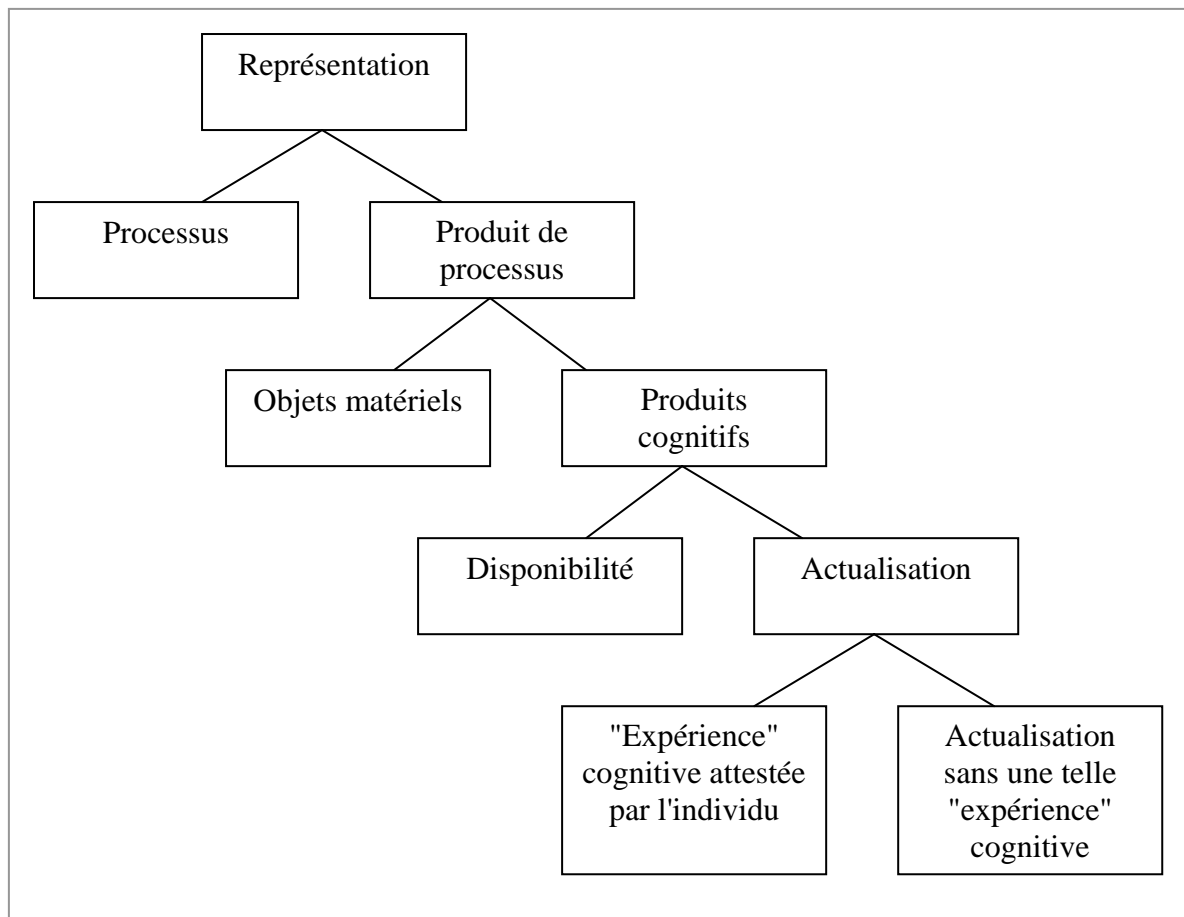 Représentation
Processus
Produit de
processus
Objets matériels
Produits
cognitifs
Disponibilité
Actualisation
"Expérience"
cognitive attestée
par l'individu
Actualisation
sans une telle
"expérience"
cognitive